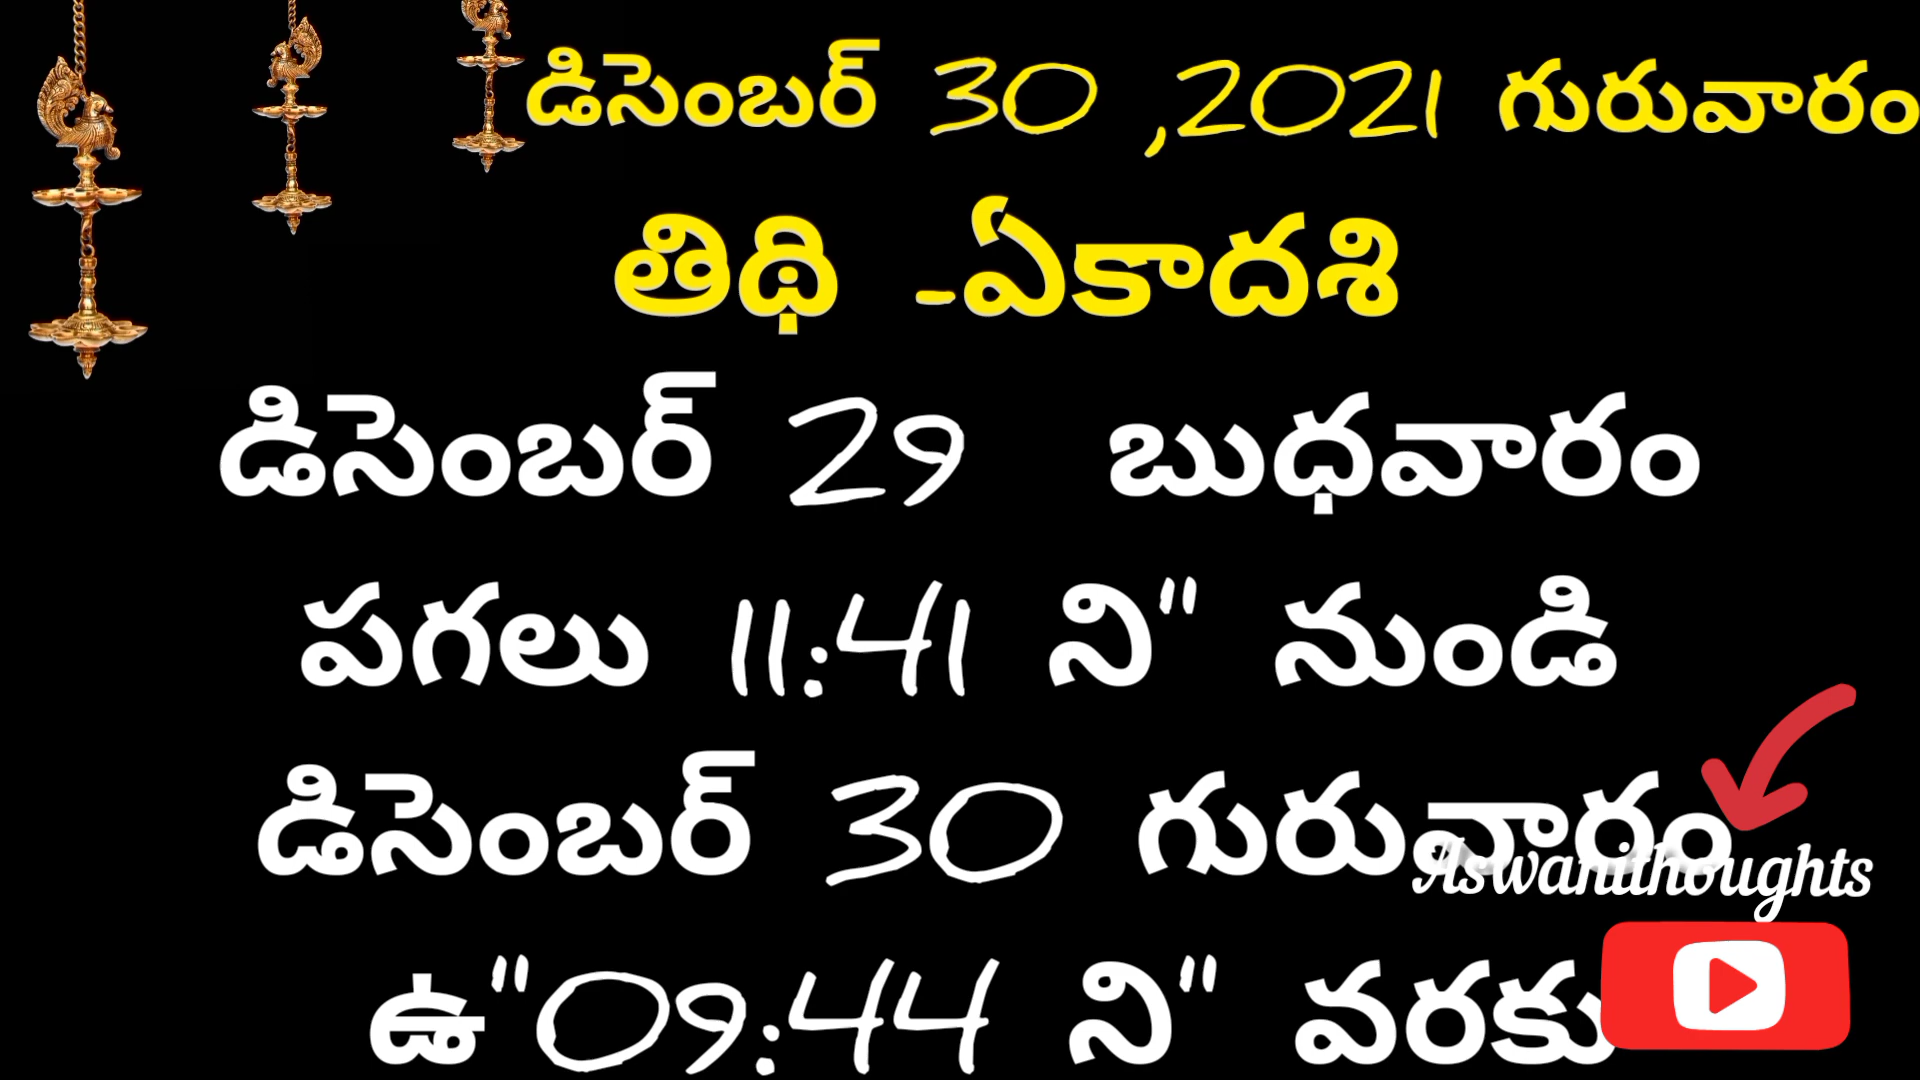 డిసెంబర్ 30 ,2021 గురువారం
తిథి -ఏకాదశి
డిసెంబర్ 29 బుధవారం
పగలు 11:41 ని" నుండి
డిసెంబర్ 30 గురువారం
Aswanithoughts
ఉ"09:44 ని" వరకు